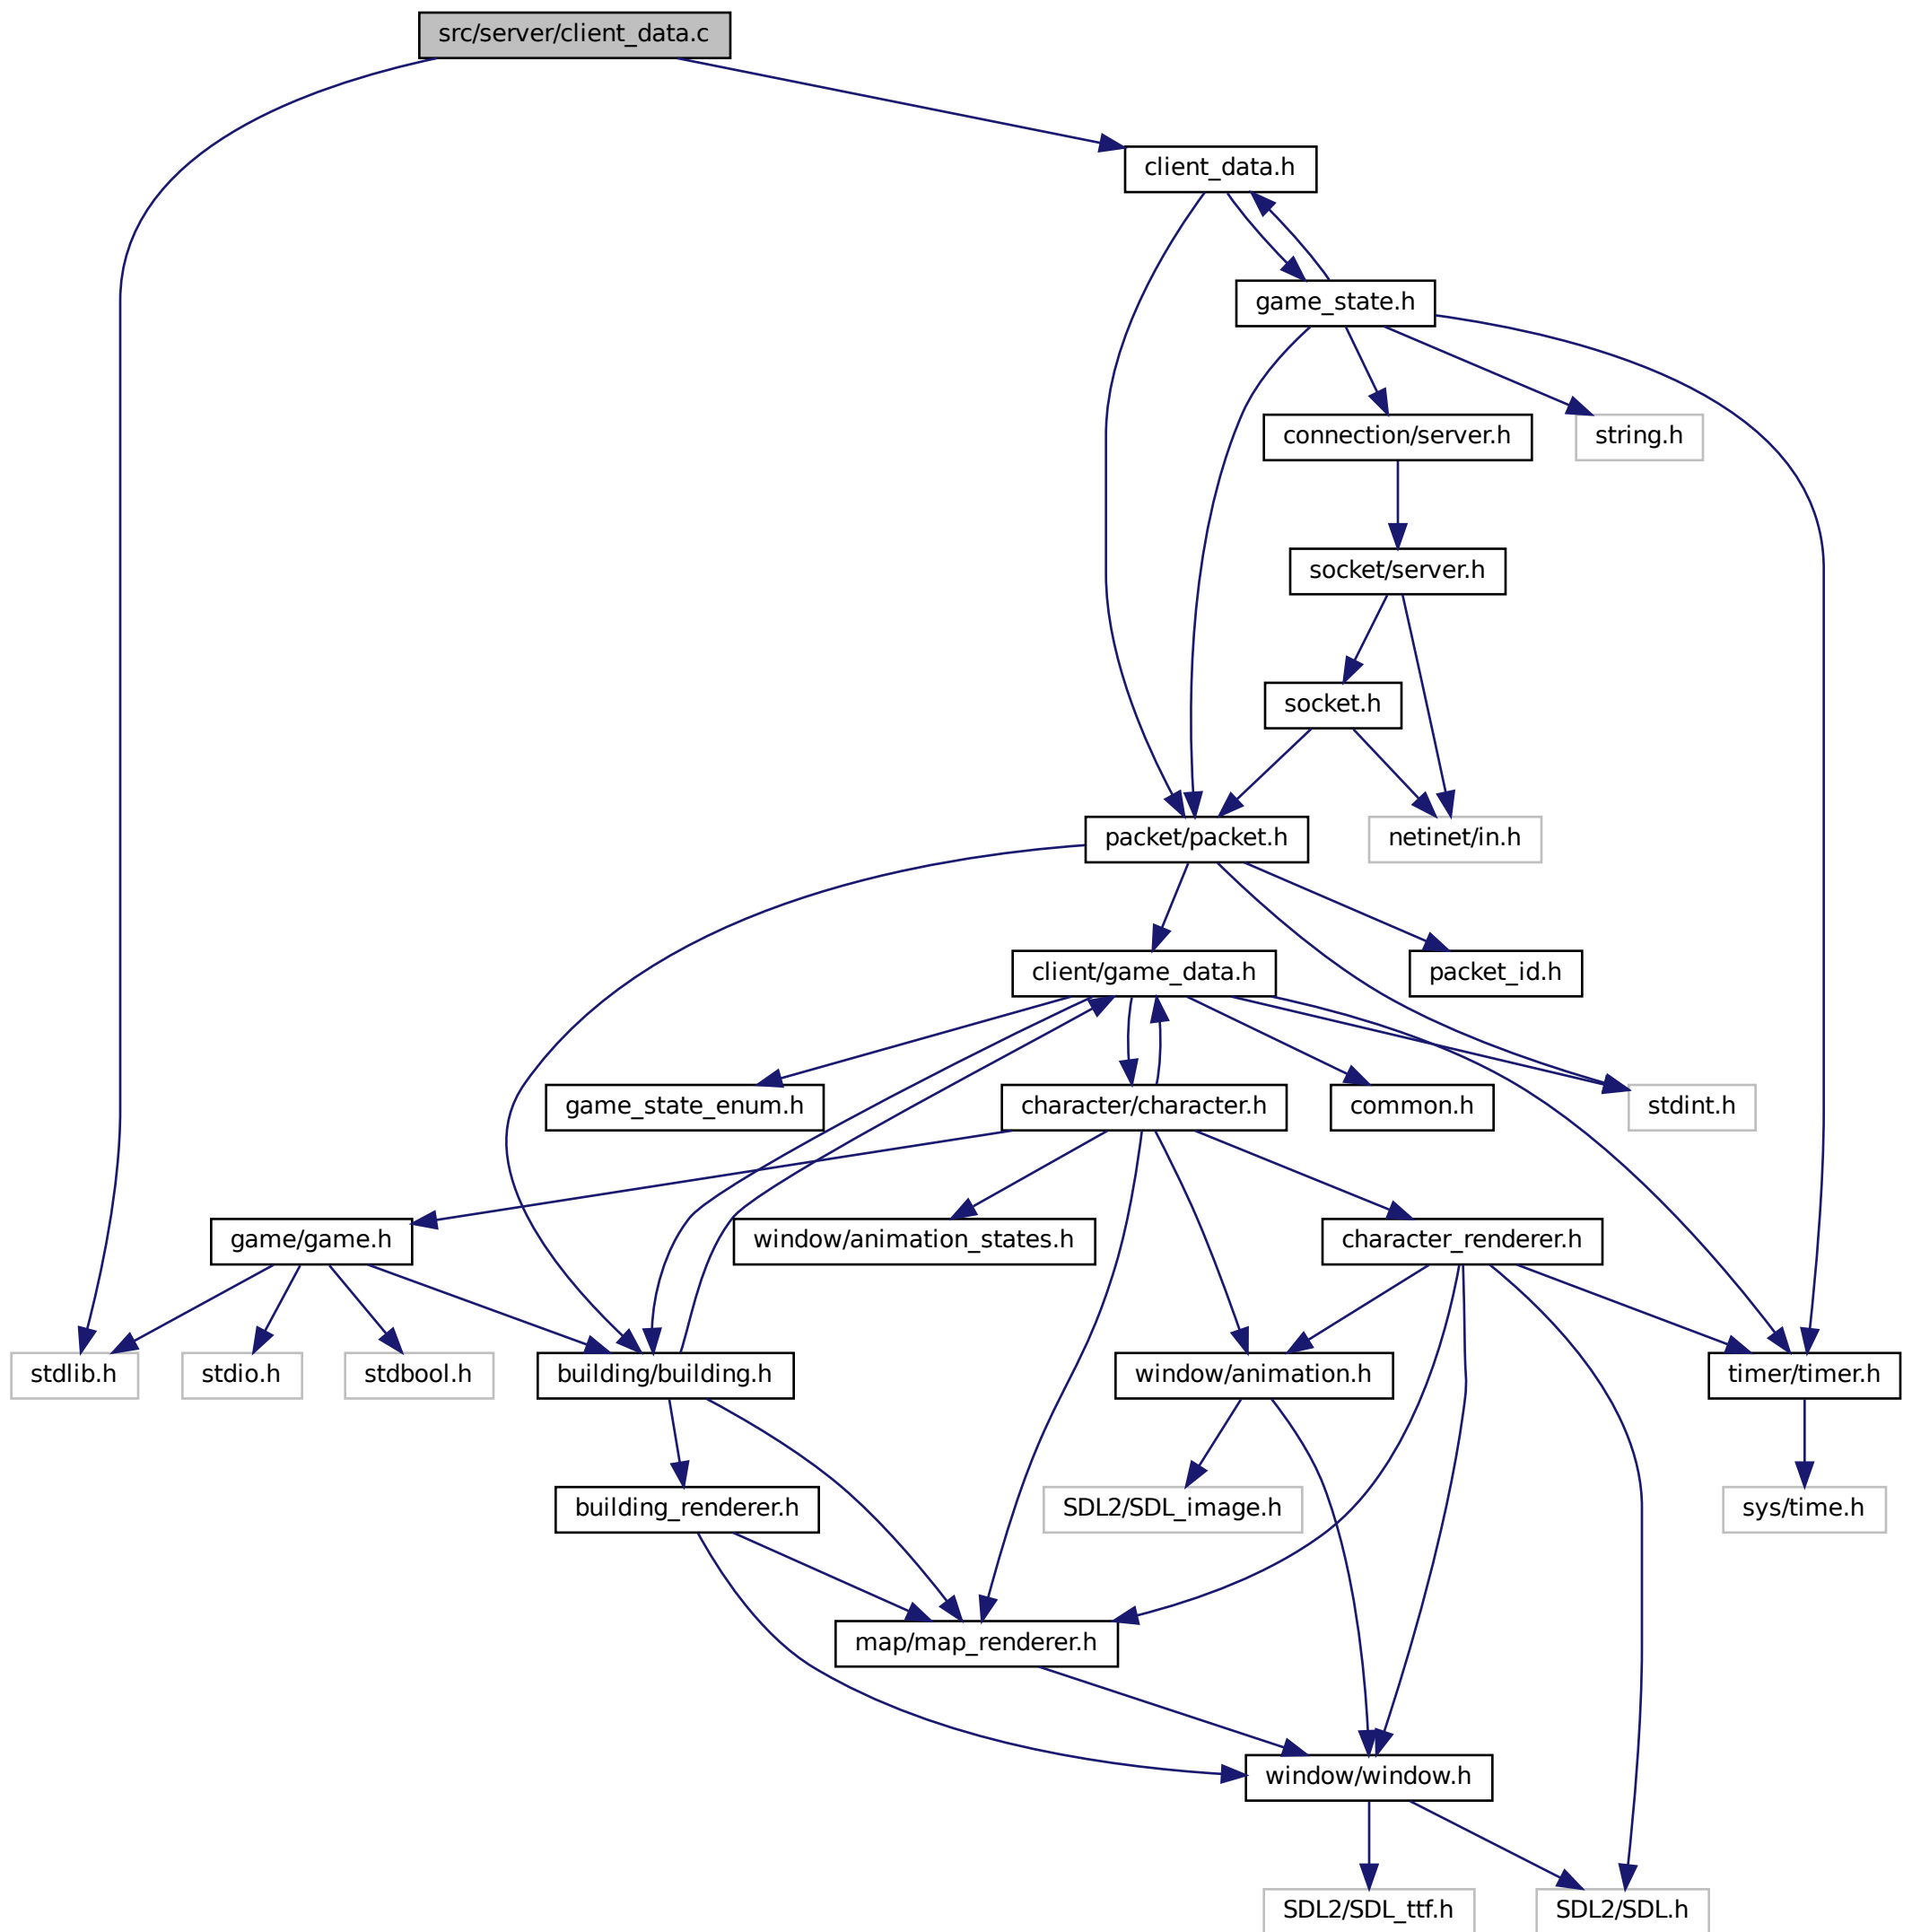 src/server/client_data.c
client_data.h
game_state.h
connection/server.h
string.h
socket/server.h
socket.h
packet/packet.h
netinet/in.h
client/game_data.h
packet_id.h
game_state_enum.h
character/character.h
common.h
stdint.h
game/game.h
window/animation_states.h
character_renderer.h
stdlib.h
stdio.h
stdbool.h
building/building.h
window/animation.h
timer/timer.h
building_renderer.h
SDL2/SDL_image.h
sys/time.h
map/map_renderer.h
window/window.h
SDL2/SDL_ttf.h
SDL2/SDL.h